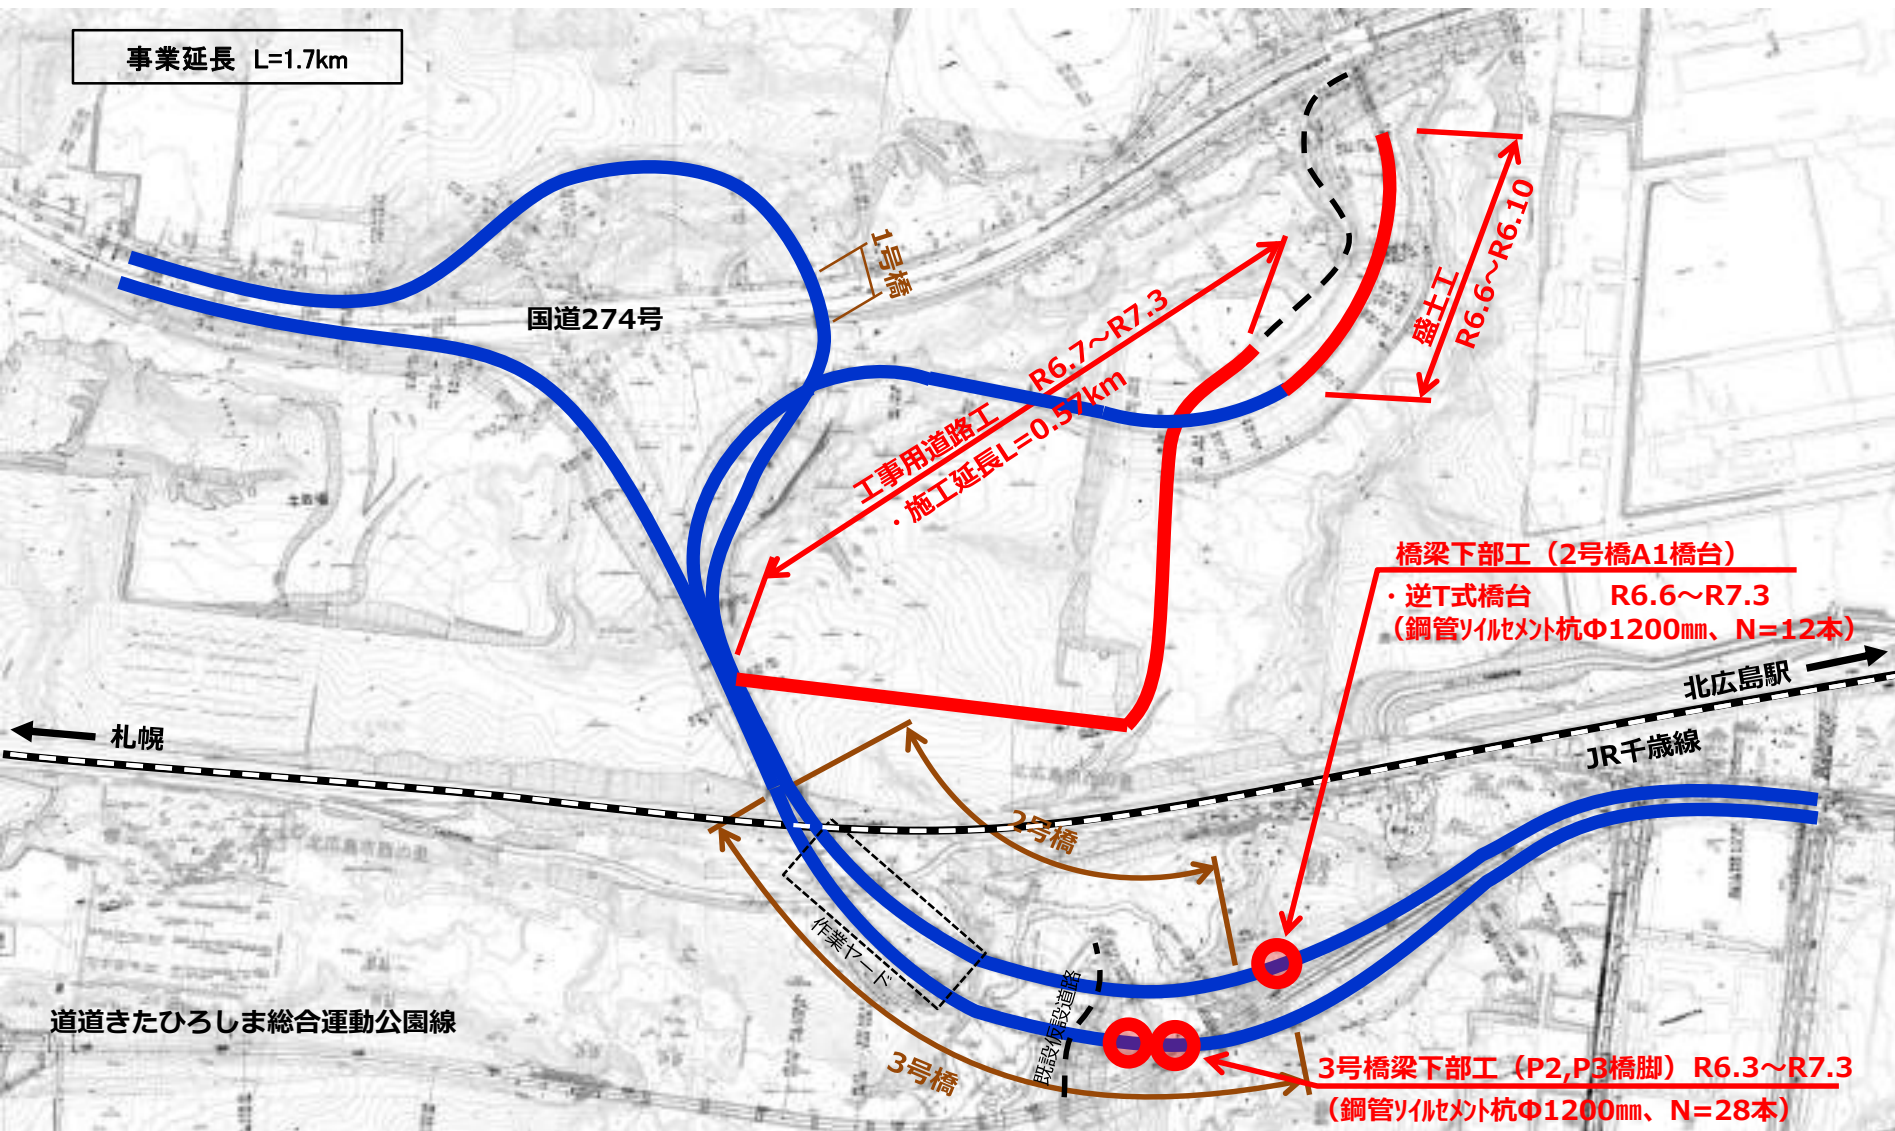 事業延長 L=1.7km
国道274号
1号橋
工事用道路工 R6.7～R7.3
・施工延長L=0.57km
盛土工
R6.6～R6.10
橋梁下部工（2号橋A1橋台）
・逆T式橋台 R6.6～R7.3
（鋼管ｿｲﾙｾﾒﾝﾄ杭Φ1200㎜、N=12本）
北広島駅
札幌
JR千歳線
2号橋
作業ヤード
既設仮設道路
道道きたひろしま総合運動公園線
3号橋
3号橋梁下部工（P2,P3橋脚）R6.3～R7.3
（鋼管ｿｲﾙｾﾒﾝﾄ杭Φ1200㎜、N=28本）